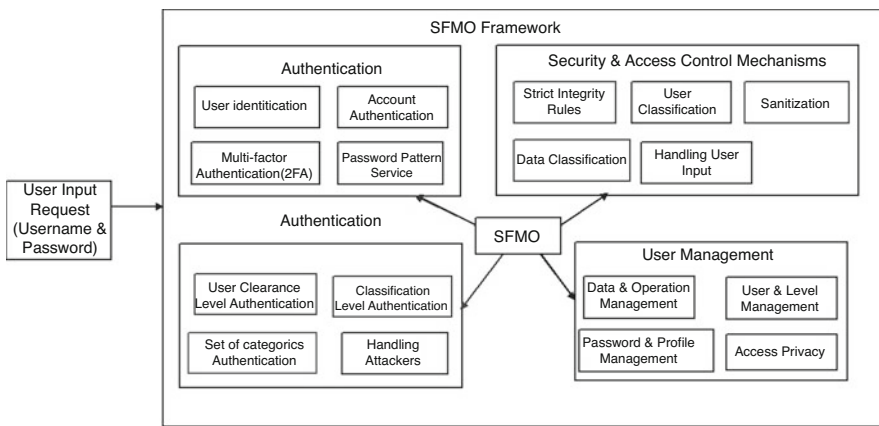 SFMO Framework
Authentication
User identitication
Account
Authentication
Multi-factor
Authentication(2FA)
Password Pattern
Service
Security & Access Control Mechanisms
Strict Integrity
Rules
User
Classification
Sanitization
Data Classification
Handling User
Input
User Input
Request
(Username &
Password)
SFMO
Authentication
User Clearance
Level Authentication
Classification
Level Authentication
Set of categorics
Authentication
Handling
Attackers
User Management
Data & Operation
Management
User & Level
Management
Password & Profile
Management
Access Privacy